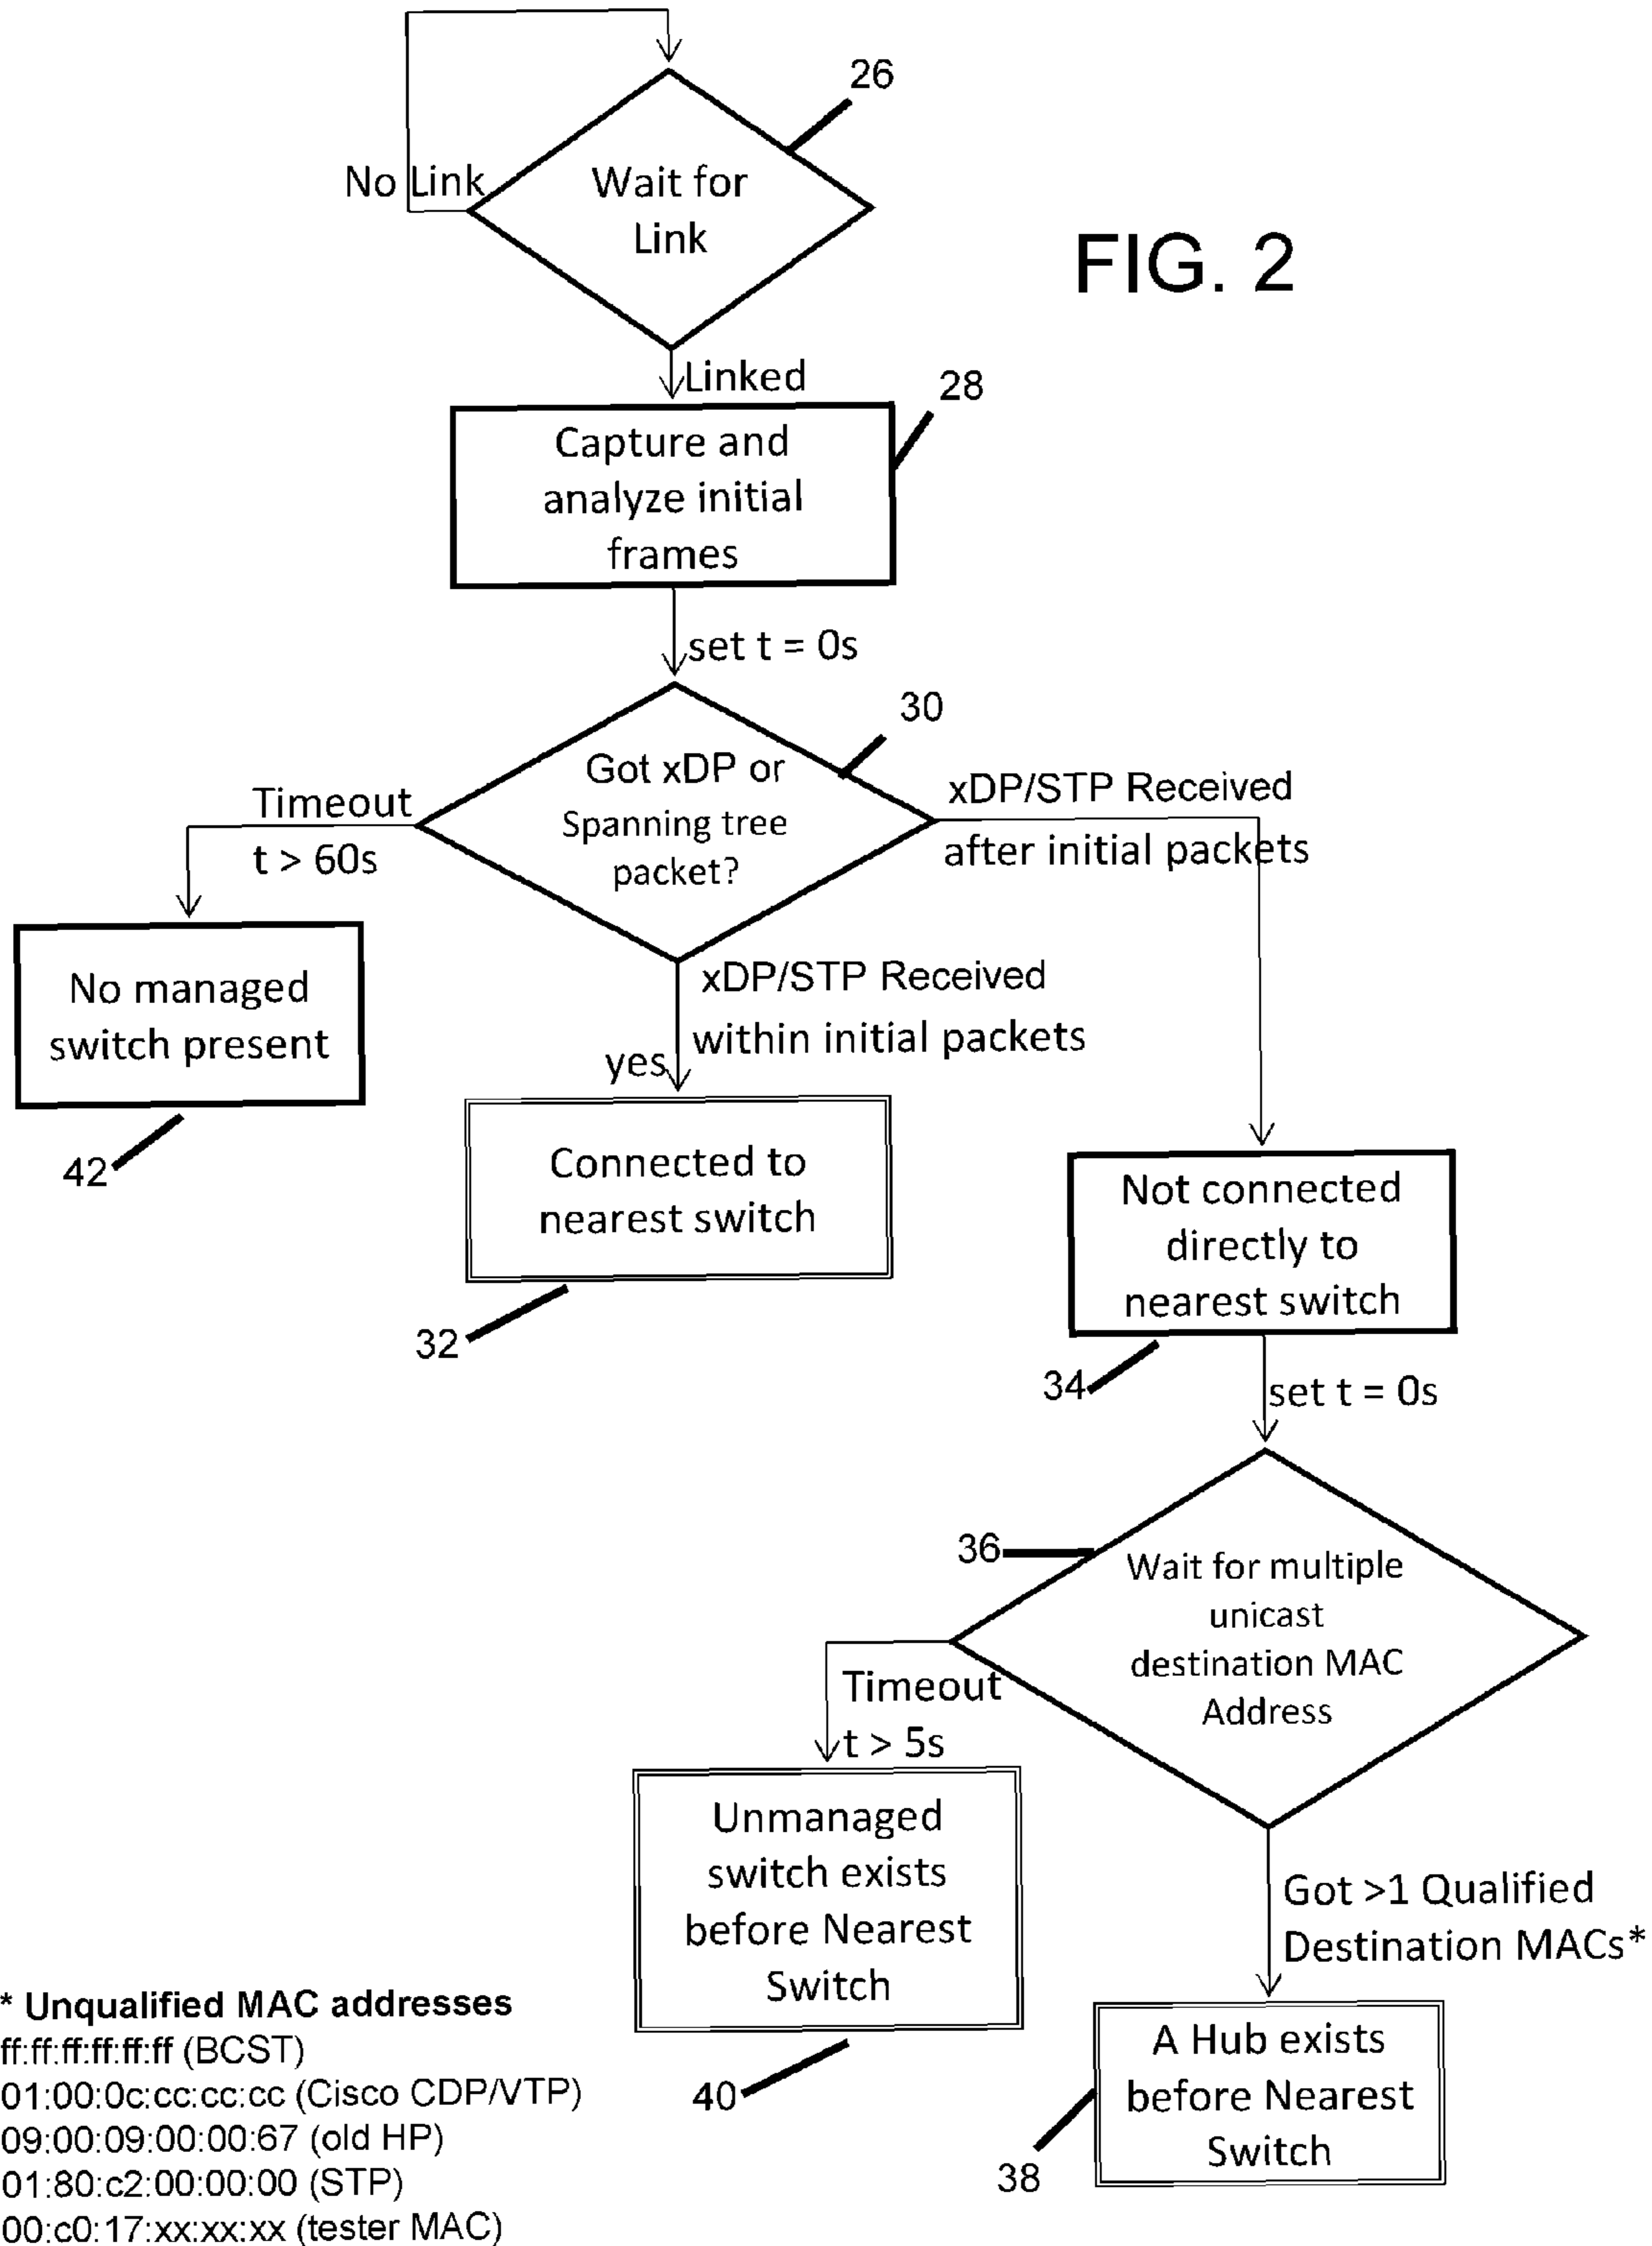 26
No Link
Wait for
Link
FIG. 2
Linked
28
Capture and
analyze initial
frames
set t = 0s
30
Got xDP or
Spanning tree
packet?
Timeout
t > 60s
xDP/STP Received
after initial packets
No managed
switch present
42
xDP/STP Received
within initial packets
yes
Connected to
nearest switch
32
Not connected
directly to
nearest switch
34
set t = 0s
36
Wait for multiple
unicast
destination MAC
Address
Timeout
t > 5s
Unmanaged
switch exists
before Nearest
Switch
40
Got >1 Qualified
Destination MACs*
A Hub exists
before Nearest
Switch
38
* Unqualified MAC addresses
ff:ff:ff:ff:ff:ff (BCST)
01:00:0c:cc:cc:cc (Cisco CDP/VTP)
09:00:09:00:00:67 (old HP)
01:80:c2:00:00:00 (STP)
00:c0:17:xx:xx:xx (tester MAC)